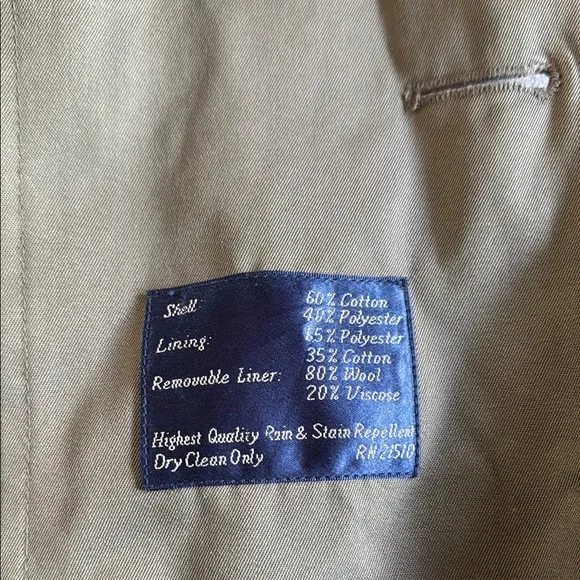 Shell: 60% Cotton
40% Polyester
Lining: 65% Polyester
35% Cotton
Removable Liner: 80% Wool
20% Viscose
Highest Quality Rain & Stain Repellent
Dry Clean Only RN 21510